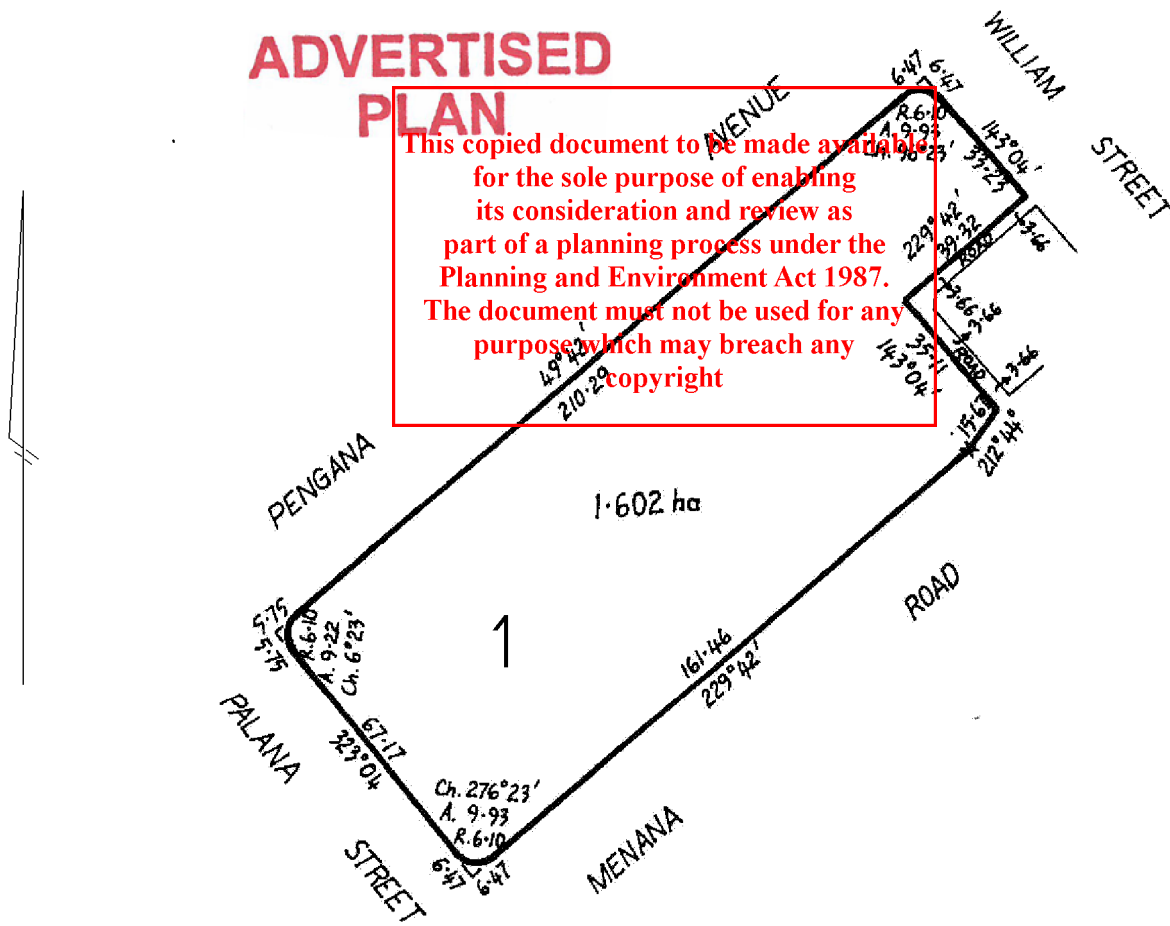 ADVERTISED
PLAN
This copied document to be made available
for the sole purpose of enabling
its consideration and review as
part of a planning process under the
Planning and Environment Act 1987.
The document must not be used for any
purpose which may breach any
copyright
WILLIAM
STREET
AVENUE
PENGANA
6·47
6·47
R.6·10
A. 9·93
Ch. 96°23'
143°04'
33·23
229°42'
39·32
ROAD
3·66
3·66
3·66
ROAD
3·66
35·11
143°04'
212°44'
49°42'
210·29
1·602 ha
1
5·75
5·75
R.6·10
A. 9·22
Ch. 6°23'
67·17
323°04
161·46
229°42'
Ch. 276°23'
A. 9·93
R.6·10
6·47
6·47
PALANA
STREET
MENANA
ROAD